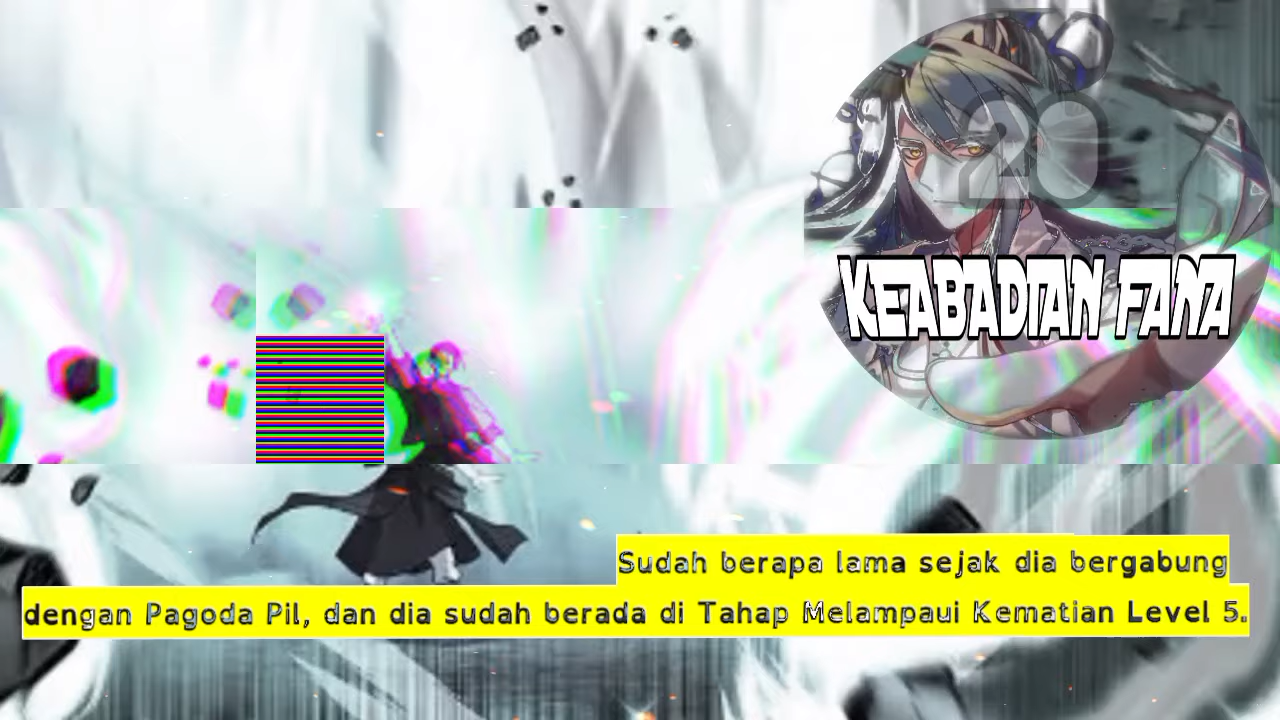 20
KEABADIAN FANA
Sudah berapa lama sejak dia bergabung
dengan Pagoda Pil, dan dia sudah berada di Tahap Melampaui Kematian Level 5.